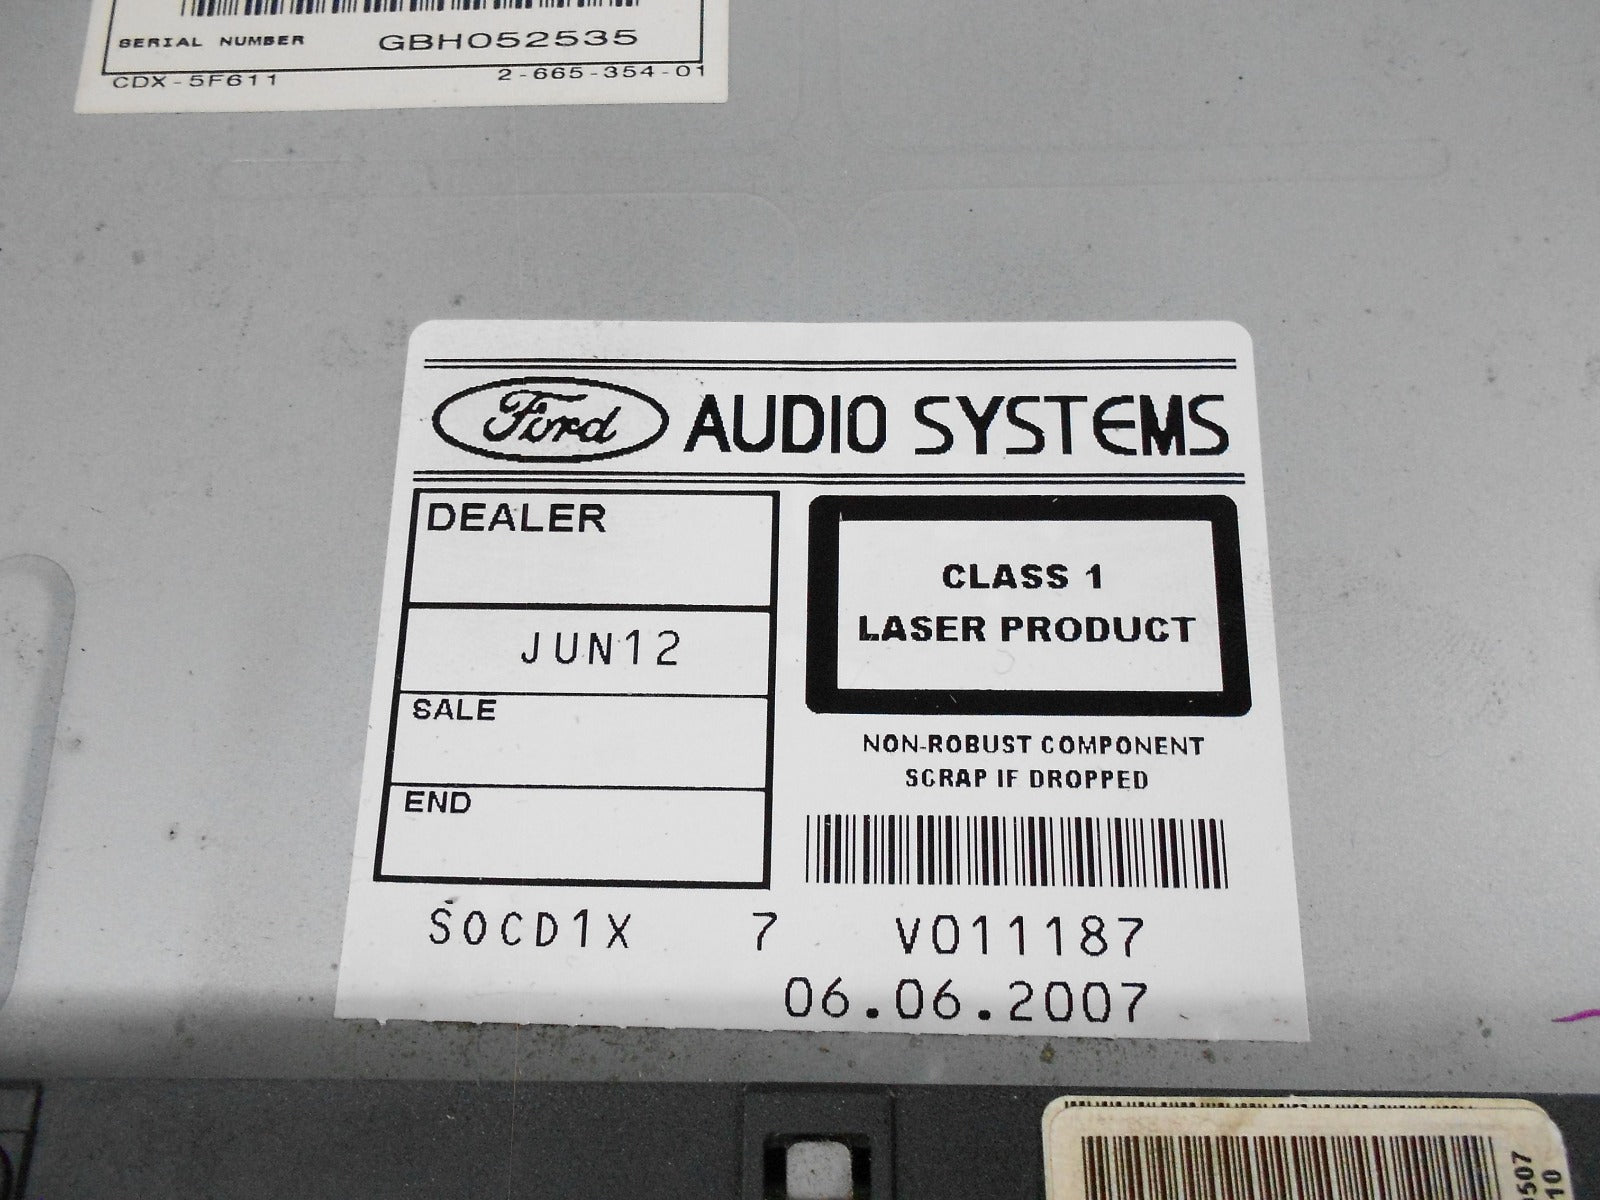 SERIAL NUMBER GBH052535
CDX-5F611 2-665-354-01
Ford AUDIO SYSTEMS
DEALER
JUN12
SALE
END
CLASS 1
LASER PRODUCT
NON-ROBUST COMPONENT
SCRAP IF DROPPED
SOCD1X 7 V011187
06.06.2007